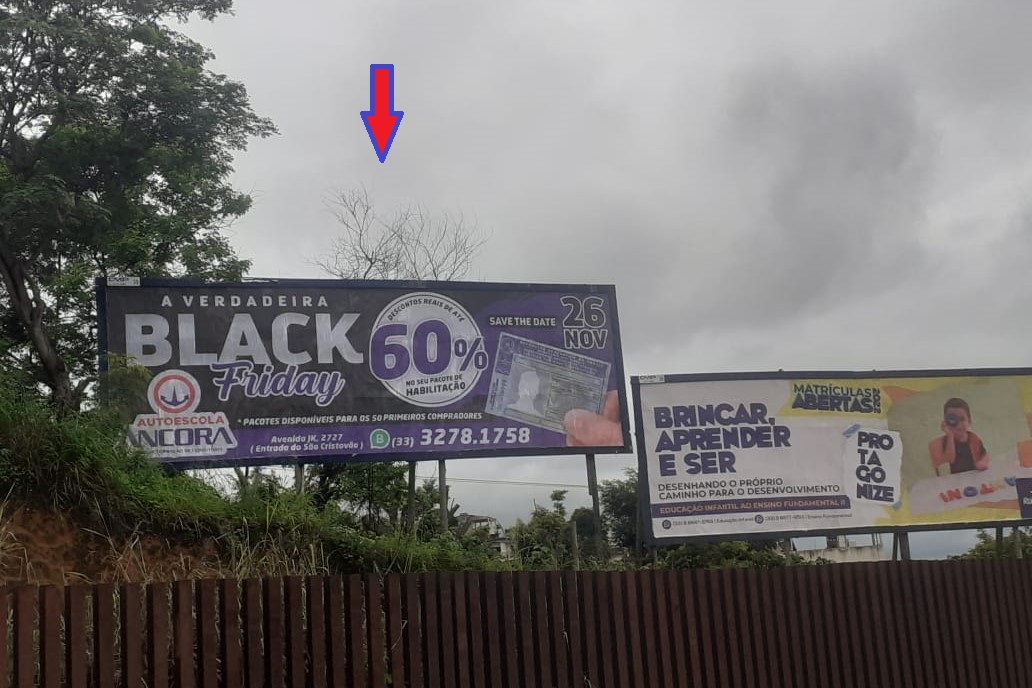 A VERDADEIRA
BLACK
Friday
DESCONTOS REAIS DE ATÉ
60%
NO SEU PACOTE DE
HABILITAÇÃO
SAVE THE DATE
26
NOV
* PACOTES DISPONÍVEIS PARA OS 50 PRIMEIROS COMPRADORES
AUTOESCOLA
ÂNCORA
Avenida JK, 2727
( Entrada do São Cristovão )
(33) 3278.1758
MATRÍCULAS
ABERTAS 2022
BRINCAR,
APRENDER
E SER
DESENHANDO O PRÓPRIO
CAMINHO PARA O DESENVOLVIMENTO
EDUCAÇÃO INFANTIL AO ENSINO FUNDAMENTAL II
PRO
TA
GO
NIZE